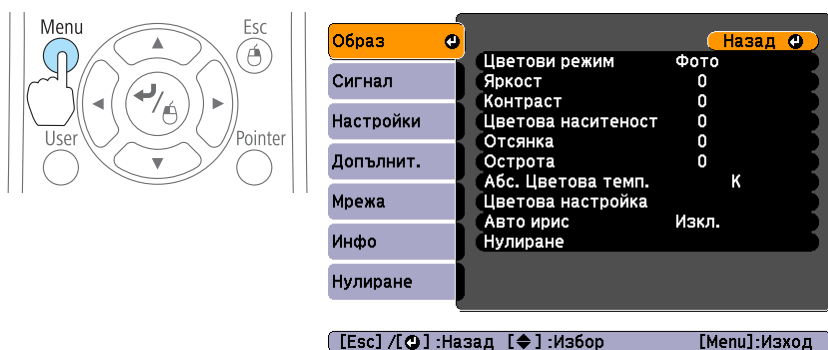 Menu
Esc
User
Pointer
Образ
Сигнал
Настройки
Допълнит.
Мрежа
Инфо
Нулиране
Назад
Цветови режим Фото
Яркост 0
Контраст 0
Цветова наситеност 0
Отсянка 0
Острота 0
Абс. Цветова темп. K
Цветова настройка
Авто ирис Изкл.
Нулиране
[Esc] /[ ] :Назад [ ] :Избор [Menu]:Изход